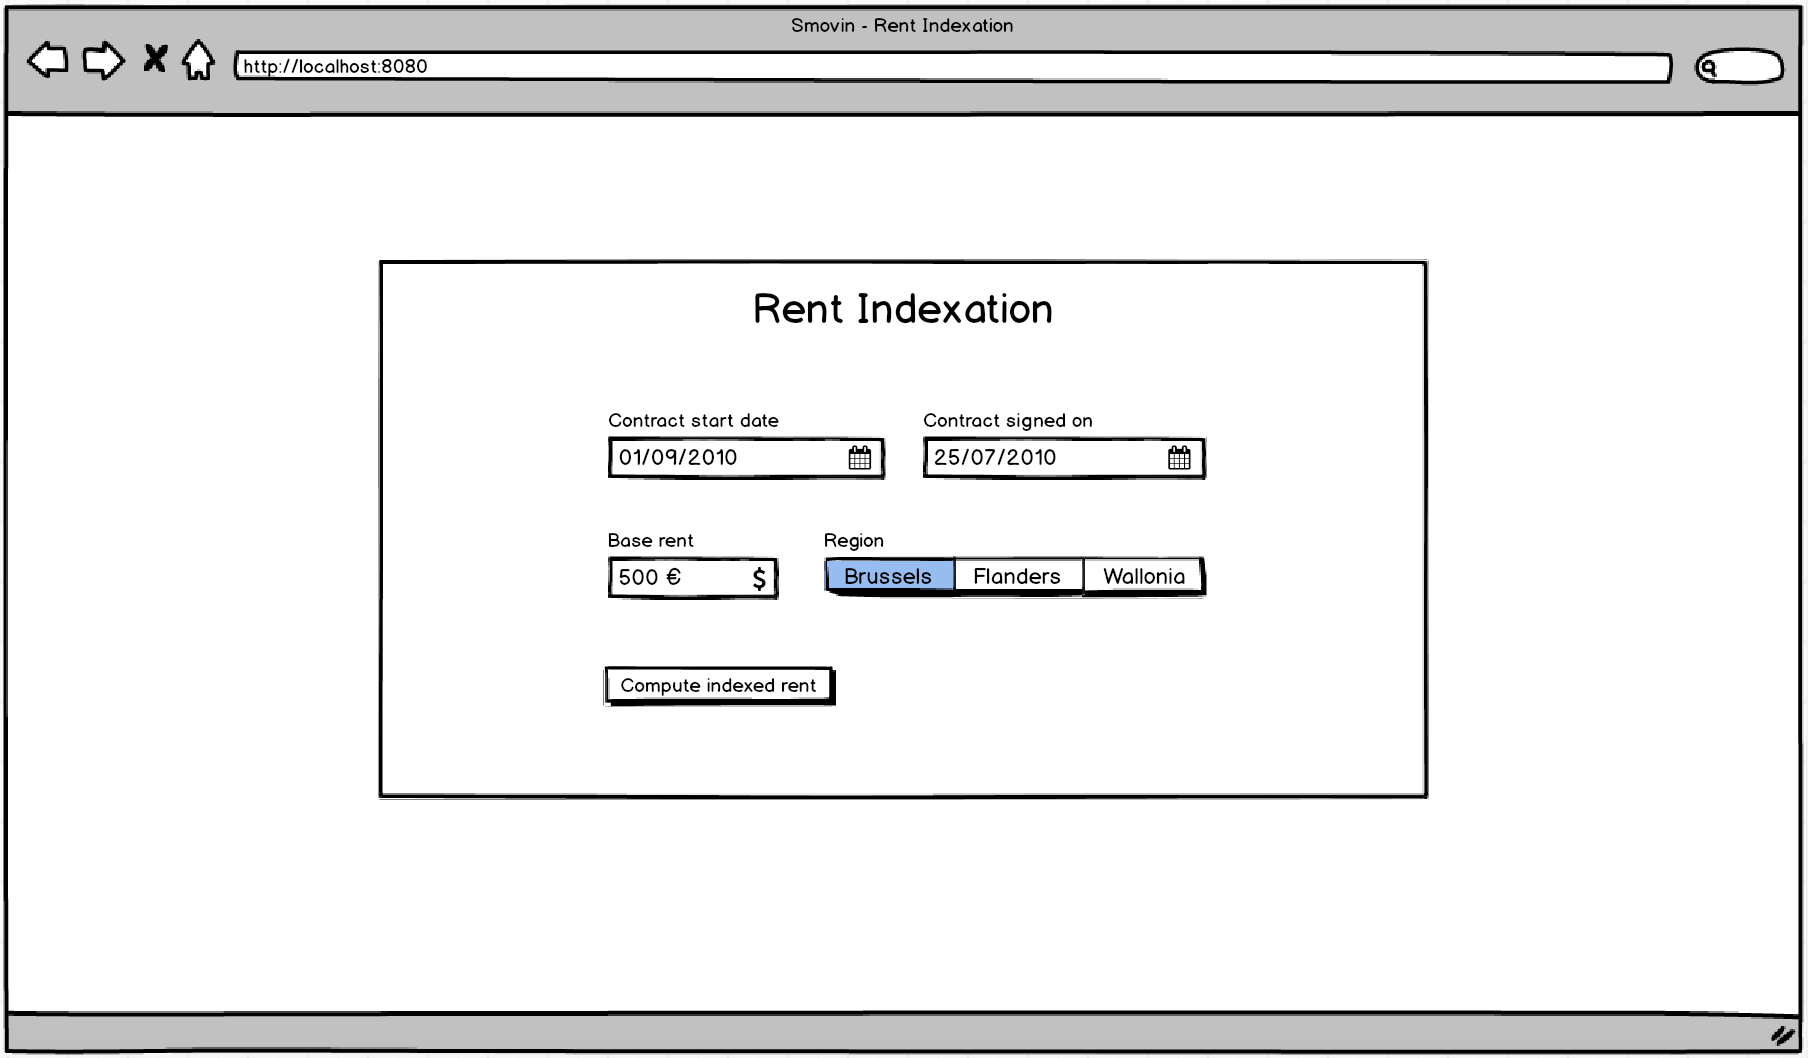 Smovin - Rent Indexation
http://localhost:8080
Rent Indexation
Contract start date
Contract signed on
01/09/2010
25/07/2010
Base rent
Region
500 € $
Brussels Flanders Wallonia
Compute indexed rent